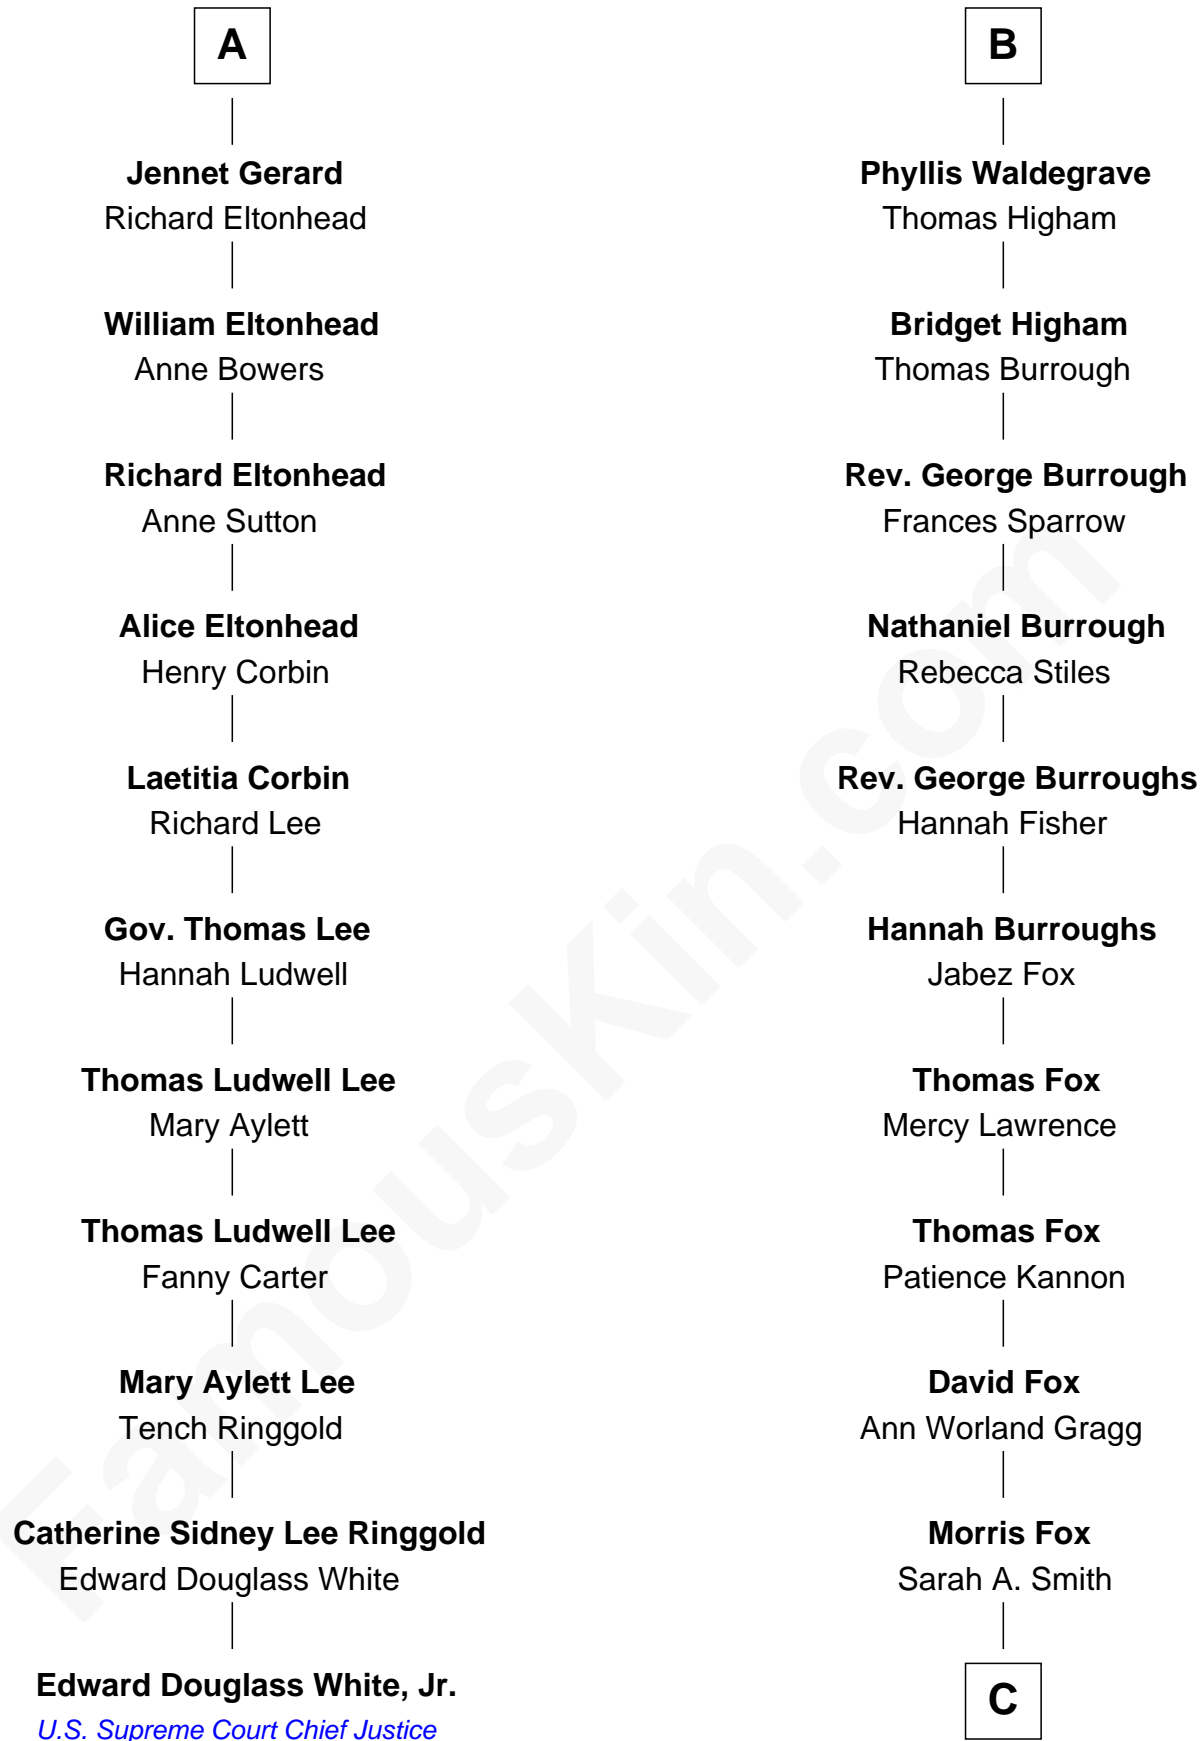 A
Jennet Gerard
Richard Eltonhead
William Eltonhead
Anne Bowers
Richard Eltonhead
Anne Sutton
Alice Eltonhead
Henry Corbin
Laetitia Corbin
Richard Lee
Gov. Thomas Lee
Hannah Ludwell
Thomas Ludwell Lee
Mary Aylett
Thomas Ludwell Lee
Fanny Carter
Mary Aylett Lee
Tench Ringgold
Catherine Sidney Lee Ringgold
Edward Douglass White
Edward Douglass White, Jr.
U.S. Supreme Court Chief Justice
B
Phyllis Waldegrave
Thomas Higham
Bridget Higham
Thomas Burrough
Rev. George Burrough
Frances Sparrow
Nathaniel Burrough
Rebecca Stiles
Rev. George Burroughs
Hannah Fisher
Hannah Burroughs
Jabez Fox
Thomas Fox
Mercy Lawrence
Thomas Fox
Patience Kannon
David Fox
Ann Worland Gragg
Morris Fox
Sarah A. Smith
C
FamousKin.com